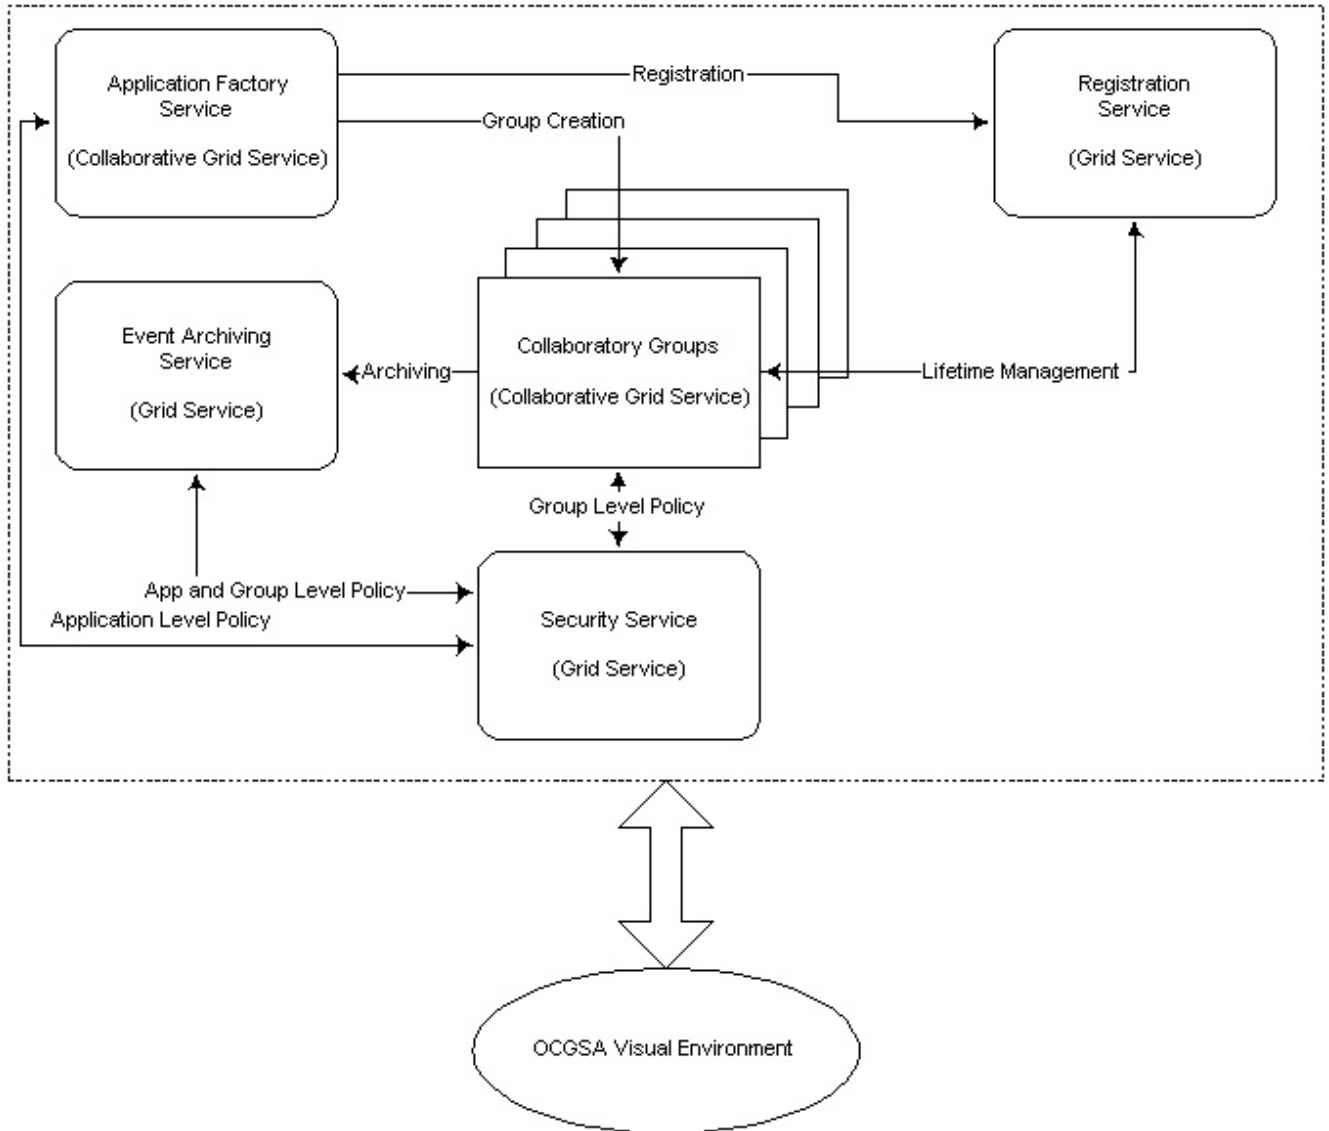 Application Factory
Service
(Collaborative Grid Service)
Registration
Group Creation
Registration
Service
(Grid Service)
Event Archiving
Service
(Grid Service)
Archiving
Collaboratory Groups
(Collaborative Grid Service)
Lifetime Management
Group Level Policy
App and Group Level Policy
Application Level Policy
Security Service
(Grid Service)
OCGSA Visual Environment